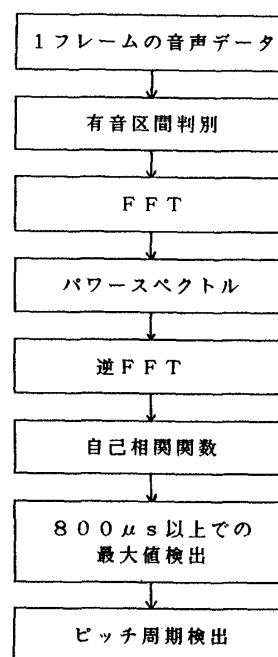 １フレームの音声データ
有音区間判別
ＦＦＴ
パワースペクトル
逆ＦＦＴ
自己相関関数
８００μｓ以上での
最大値検出
ピッチ周期検出